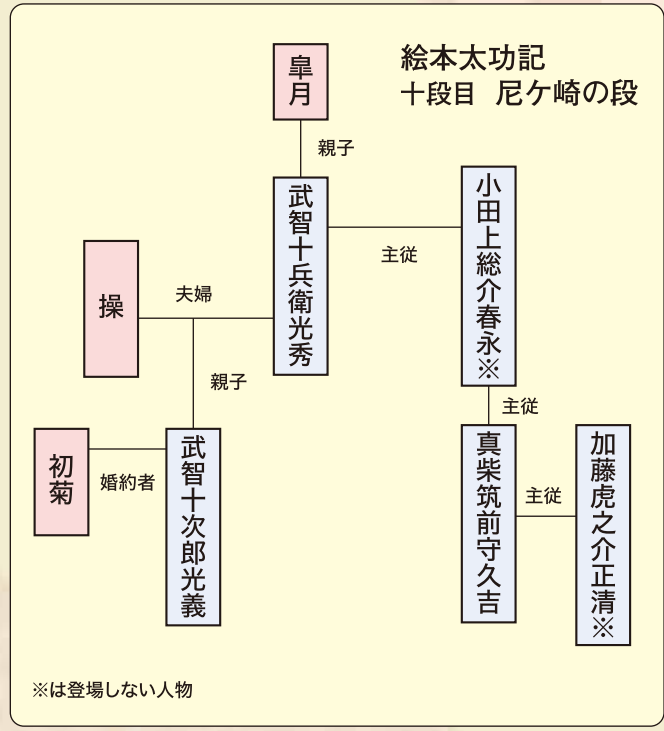 絵本太功記
十段目 尼ケ崎の段
皐月
親子
武智十兵衛光秀
主従
小田上総介春永※
操
夫婦
親子
主従
初菊
婚約者
武智十次郎光義
真柴筑前守久吉
主従
加藤虎之介正清※
※は登場しない人物